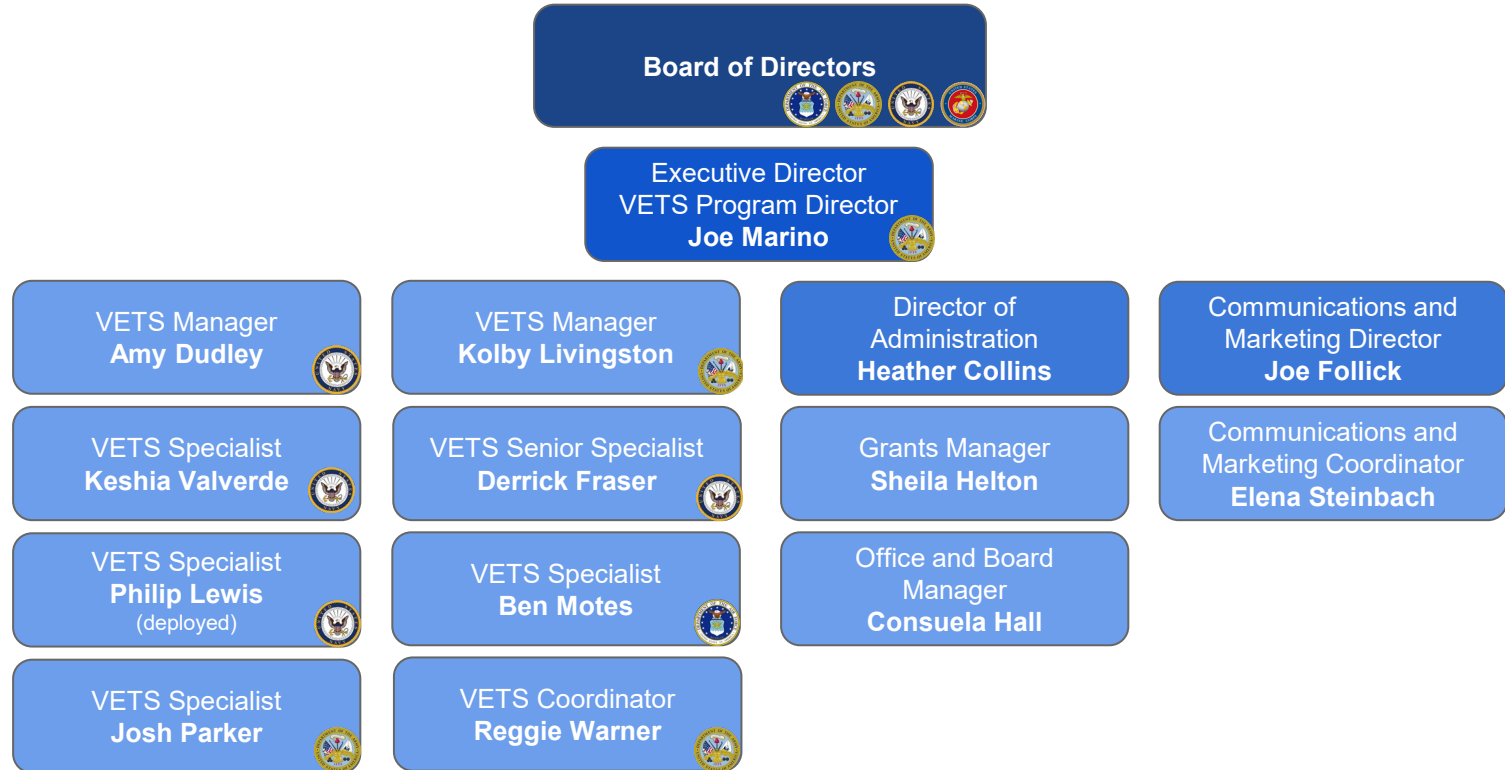 Board of Directors
Executive Director
VETS Program Director
Joe Marino
VETS Manager
Amy Dudley
VETS Manager
Kolby Livingston
Director of
Administration
Heather Collins
Communications and
Marketing Director
Joe Follick
VETS Specialist
Keshia Valverde
VETS Senior Specialist
Derrick Fraser
Grants Manager
Sheila Helton
Communications and
Marketing Coordinator
Elena Steinbach
VETS Specialist
Philip Lewis
(deployed)
VETS Specialist
Ben Motes
Office and Board
Manager
Consuela Hall
VETS Specialist
Josh Parker
VETS Coordinator
Reggie Warner